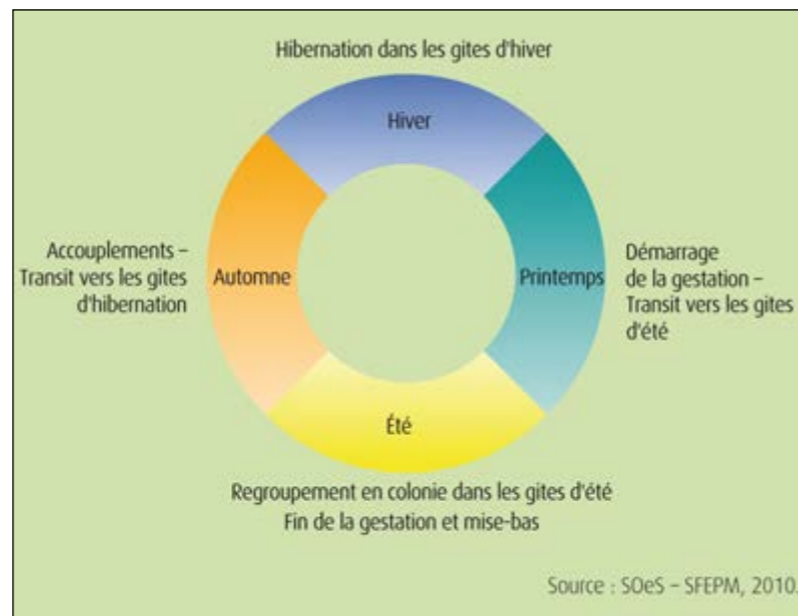 Hibernation dans les gites d'hiver
Hiver
Accouplements –
Transit vers les gites
d'hibernation
Automne
Printemps
Démarrage
de la gestation –
Transit vers les gites
d'été
Été
Regroupement en colonie dans les gites d'été
Fin de la gestation et mise-bas
Source : SOeS – SFEPM, 2010.